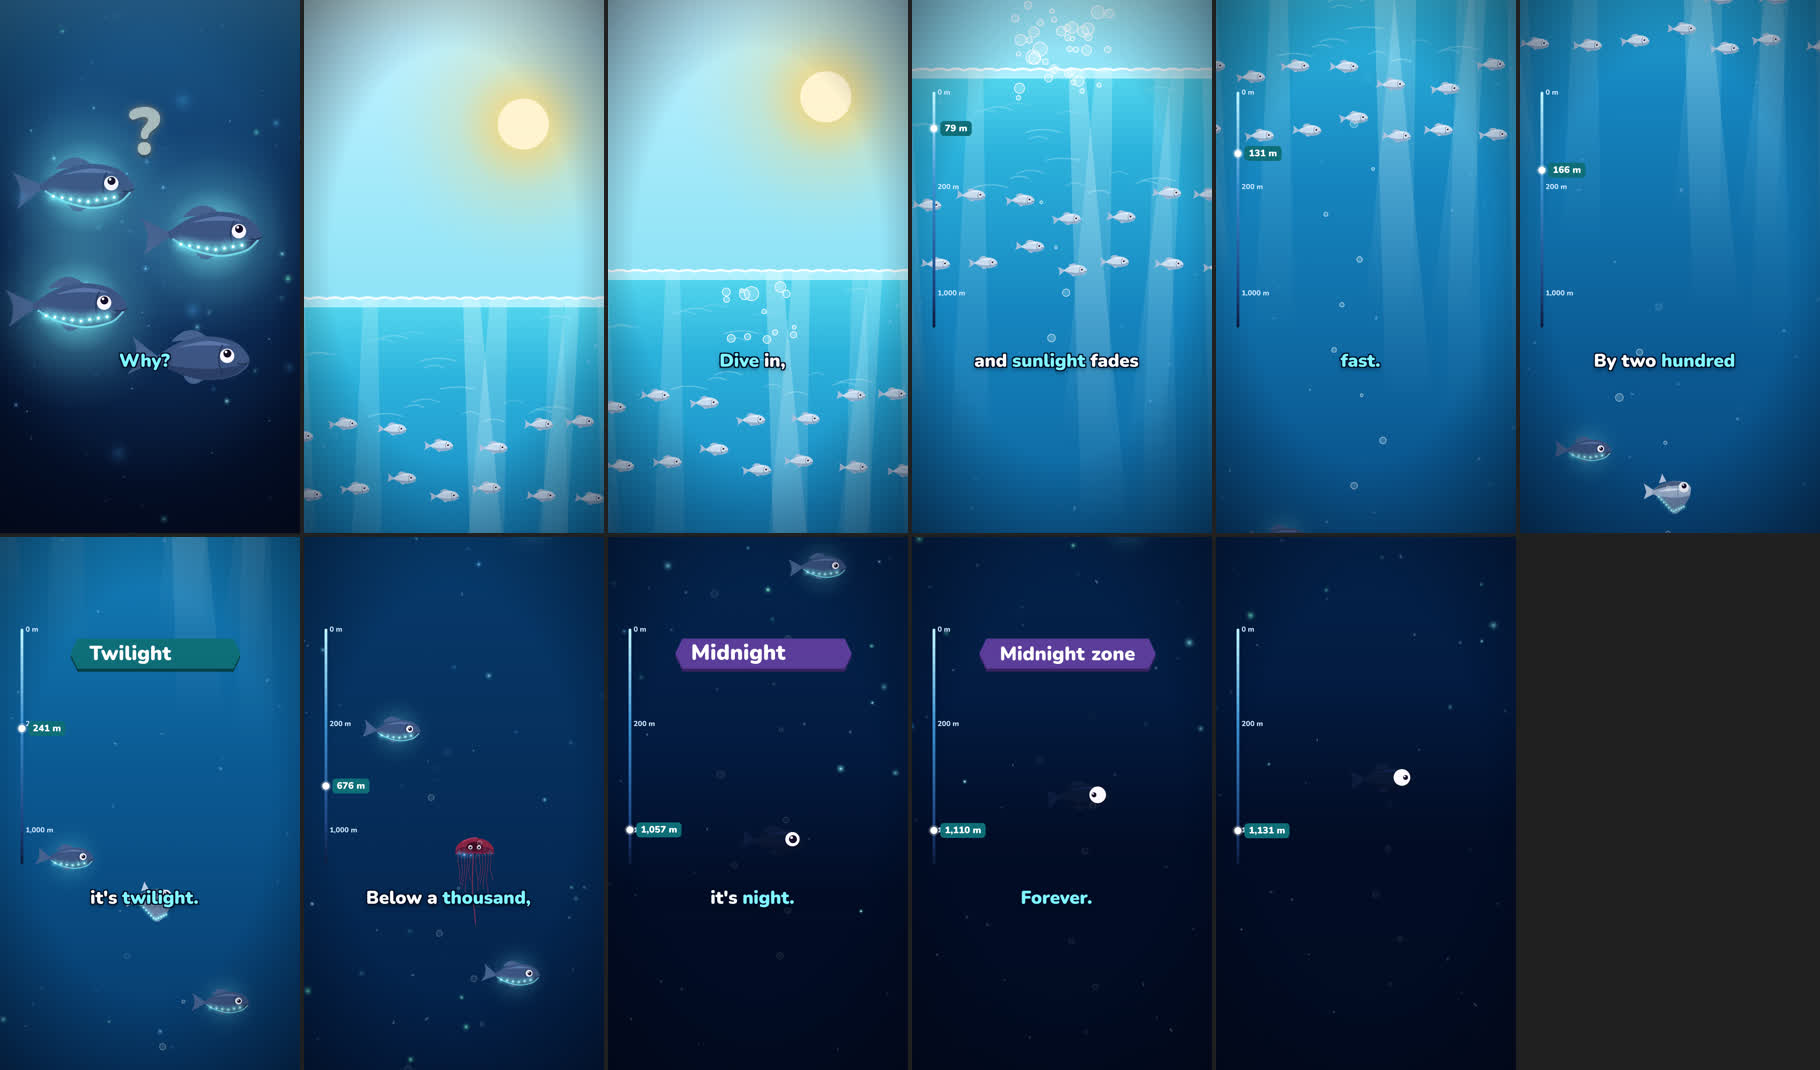 ?
Why?
Dive in,
0 m
79 m
200 m
1,000 m
and sunlight fades
0 m
131 m
200 m
1,000 m
fast.
0 m
166 m
200 m
1,000 m
By two hundred
0 m
Twilight
241 m
1,000 m
it's twilight.
0 m
200 m
676 m
1,000 m
Below a thousand,
0 m
Midnight
200 m
1,057 m
it's night.
0 m
Midnight zone
200 m
1,110 m
Forever.
0 m
200 m
1,131 m